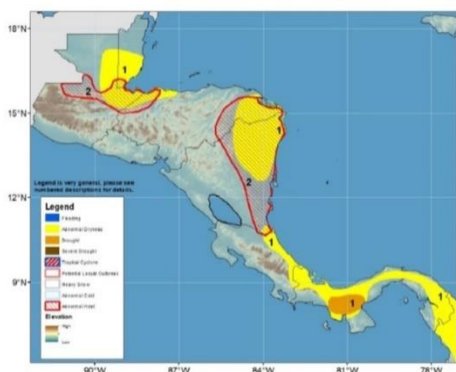 18°N
1
2
15°N
1
Legend is very general, please see
numbered descriptions for details.
2
12°N
Legend
Flooding
Abnormal Dryness
Drought
Severe Drought
Tropical Cyclone
Potential Locust Outbreak
Heavy Snow
Abnormal Cold
Abnormal Heat
Elevation
High
Low
1
9°N
1
1
90°W
87°W
84°W
81°W
78°W